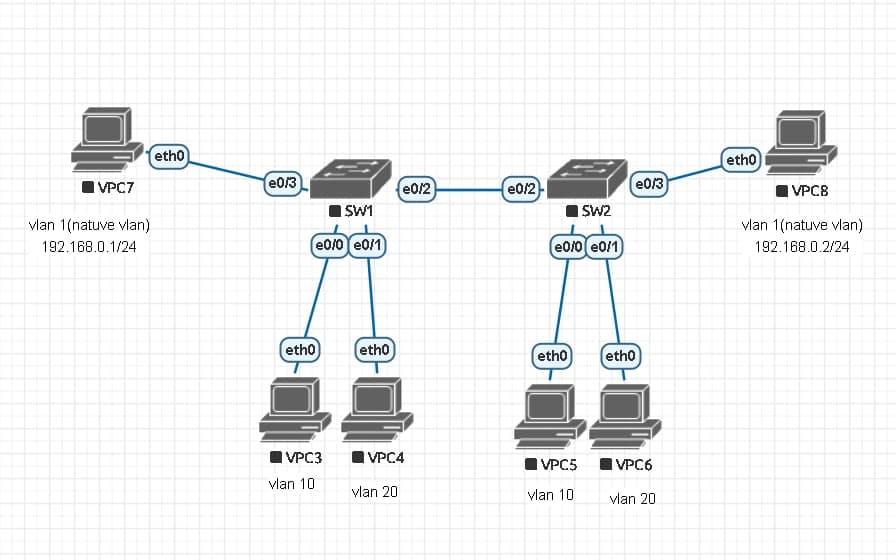 eth0
eth0
VPC7
VPC8
e0/3
e0/2
e0/2
e0/3
SW1
SW2
vlan 1(natuve vlan)
192.168.0.1/24
vlan 1(natuve vlan)
192.168.0.2/24
e0/0
e0/1
e0/0
e0/1
eth0
eth0
eth0
eth0
VPC3
VPC4
VPC5
VPC6
vlan 10
vlan 20
vlan 10
vlan 20